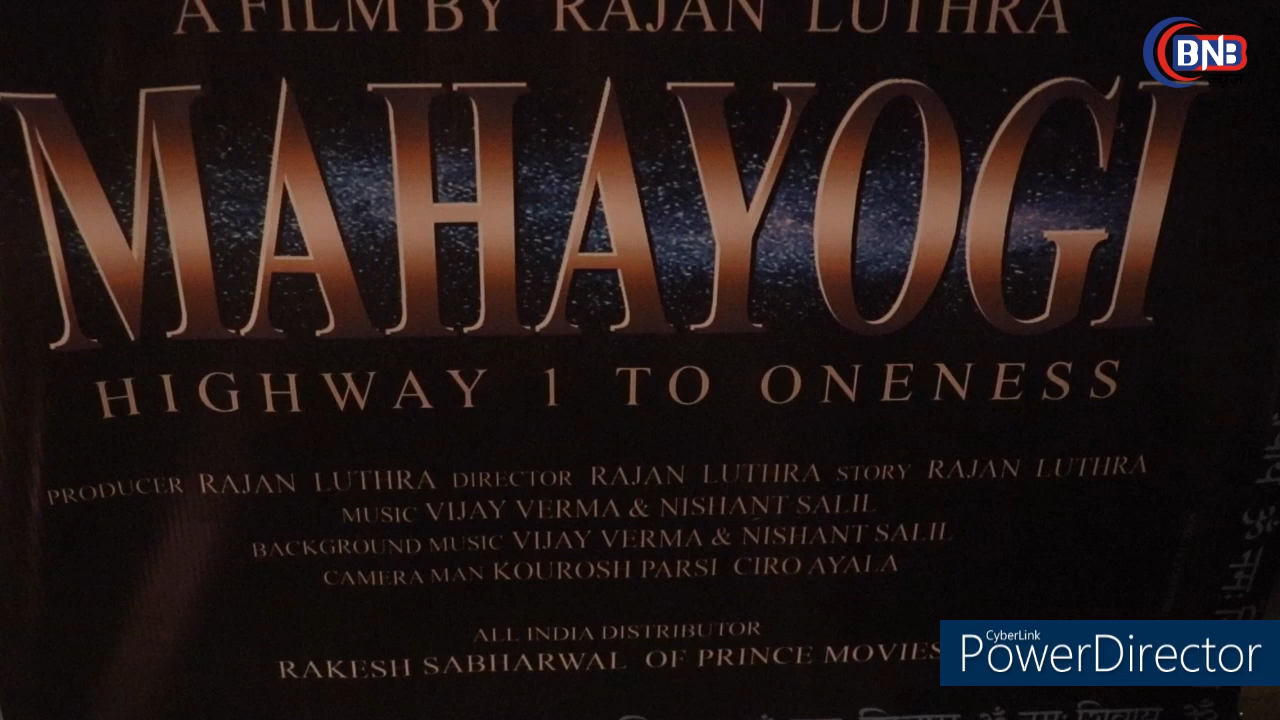 A FILM BY RAJAN LUTHRA
BNB
MAHAYOGI
HIGHWAY 1 TO ONENESS
PRODUCER RAJAN LUTHRA DIRECTOR RAJAN LUTHRA STORY RAJAN LUTHRA
MUSIC VIJAY VERMA & NISHANT SALIL
BACKGROUND MUSIC VIJAY VERMA & NISHANT SALIL
CAMERA MAN KOUROSH PARSI CIRO AYALA
ALL INDIA DISTRIBUTOR
RAKESH SABHARWAL OF PRINCE MOVIES
CyberLink
PowerDirector